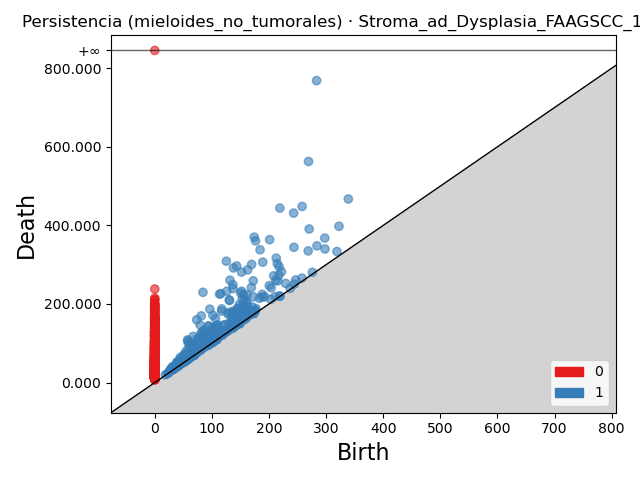 Persistencia (mieloides_no_tumorales) · Stroma_ad_Dysplasia_FAAGSCC_1
+∞
800.000
600.000
400.000
200.000
0.000
Death
0
1
0 100 200 300 400 500 600 700 800
Birth